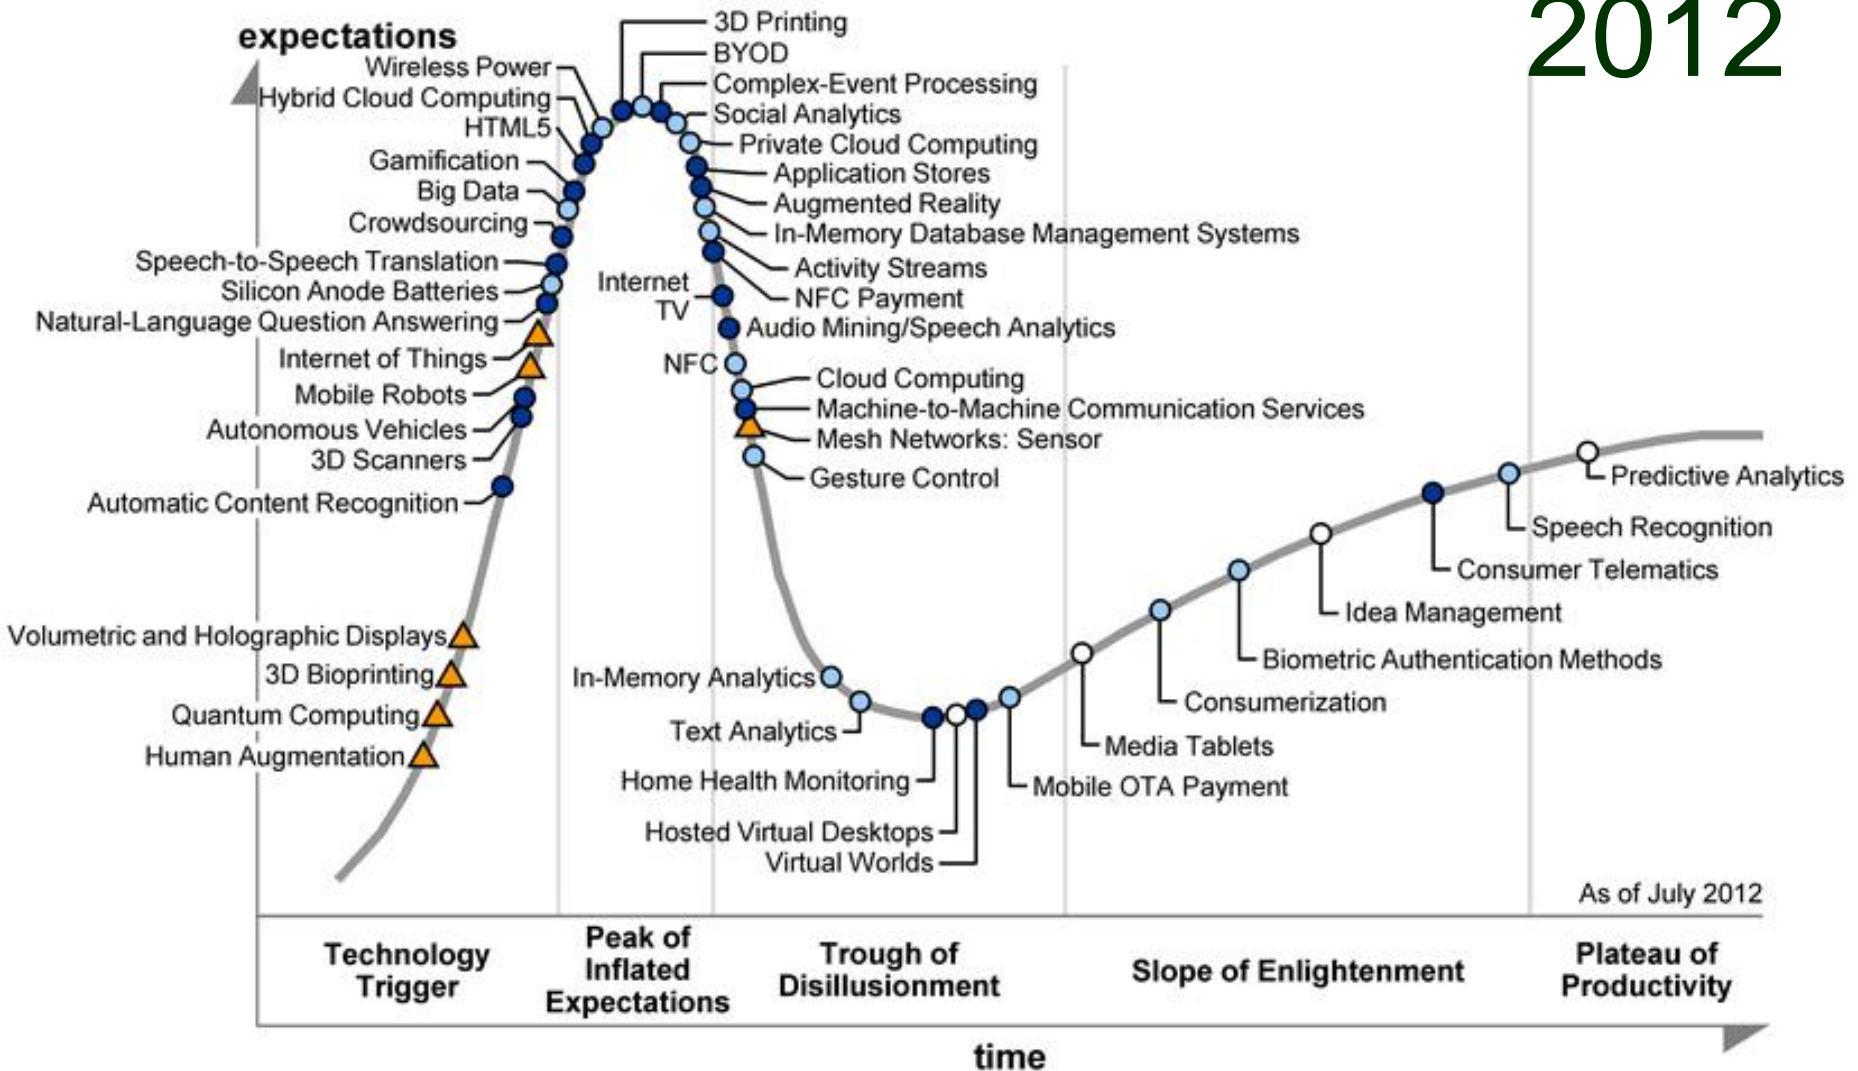 2012
expectations
3D Printing
BYOD
Wireless Power
Complex-Event Processing
Hybrid Cloud Computing
Social Analytics
HTML5
Private Cloud Computing
Gamification
Application Stores
Big Data
Augmented Reality
Crowdsourcing
In-Memory Database Management Systems
Speech-to-Speech Translation
Activity Streams
Silicon Anode Batteries
Internet
TV
NFC Payment
Natural-Language Question Answering
Audio Mining/Speech Analytics
Internet of Things
NFC
Cloud Computing
Mobile Robots
Machine-to-Machine Communication Services
Autonomous Vehicles
Mesh Networks: Sensor
3D Scanners
Gesture Control
Automatic Content Recognition
Predictive Analytics
Speech Recognition
Consumer Telematics
Idea Management
Volumetric and Holographic Displays
Biometric Authentication Methods
3D Bioprinting
In-Memory Analytics
Consumerization
Quantum Computing
Text Analytics
Media Tablets
Human Augmentation
Home Health Monitoring
Mobile OTA Payment
Hosted Virtual Desktops
Virtual Worlds
As of July 2012
Technology
Trigger
Peak of
Inflated
Expectations
Trough of
Disillusionment
Slope of Enlightenment
Plateau of
Productivity
time